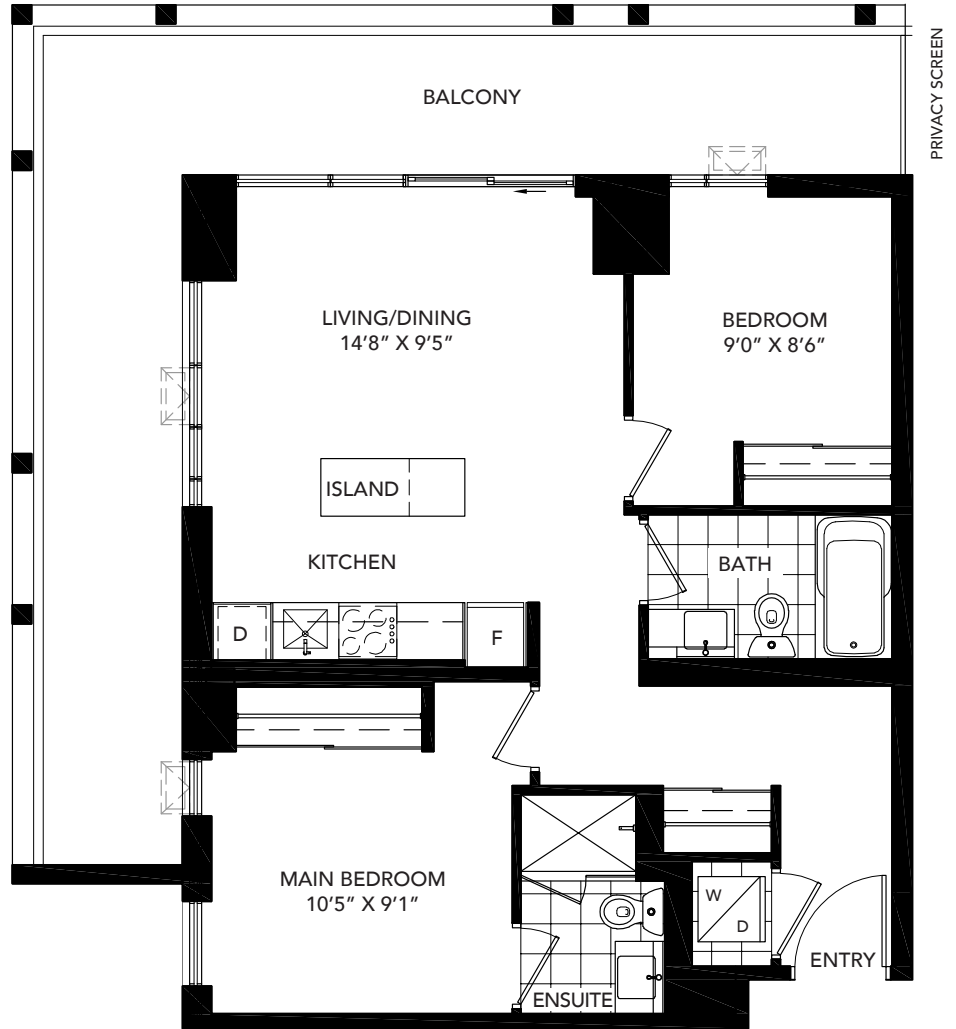 BALCONY
PRIVACY SCREEN
LIVING/DINING
14’8” X 9’5”
BEDROOM
9’0” X 8’6”
ISLAND
KITCHEN
BATH
D
F
MAIN BEDROOM
10’5” X 9’1”
W
D
ENTRY
ENSUITE